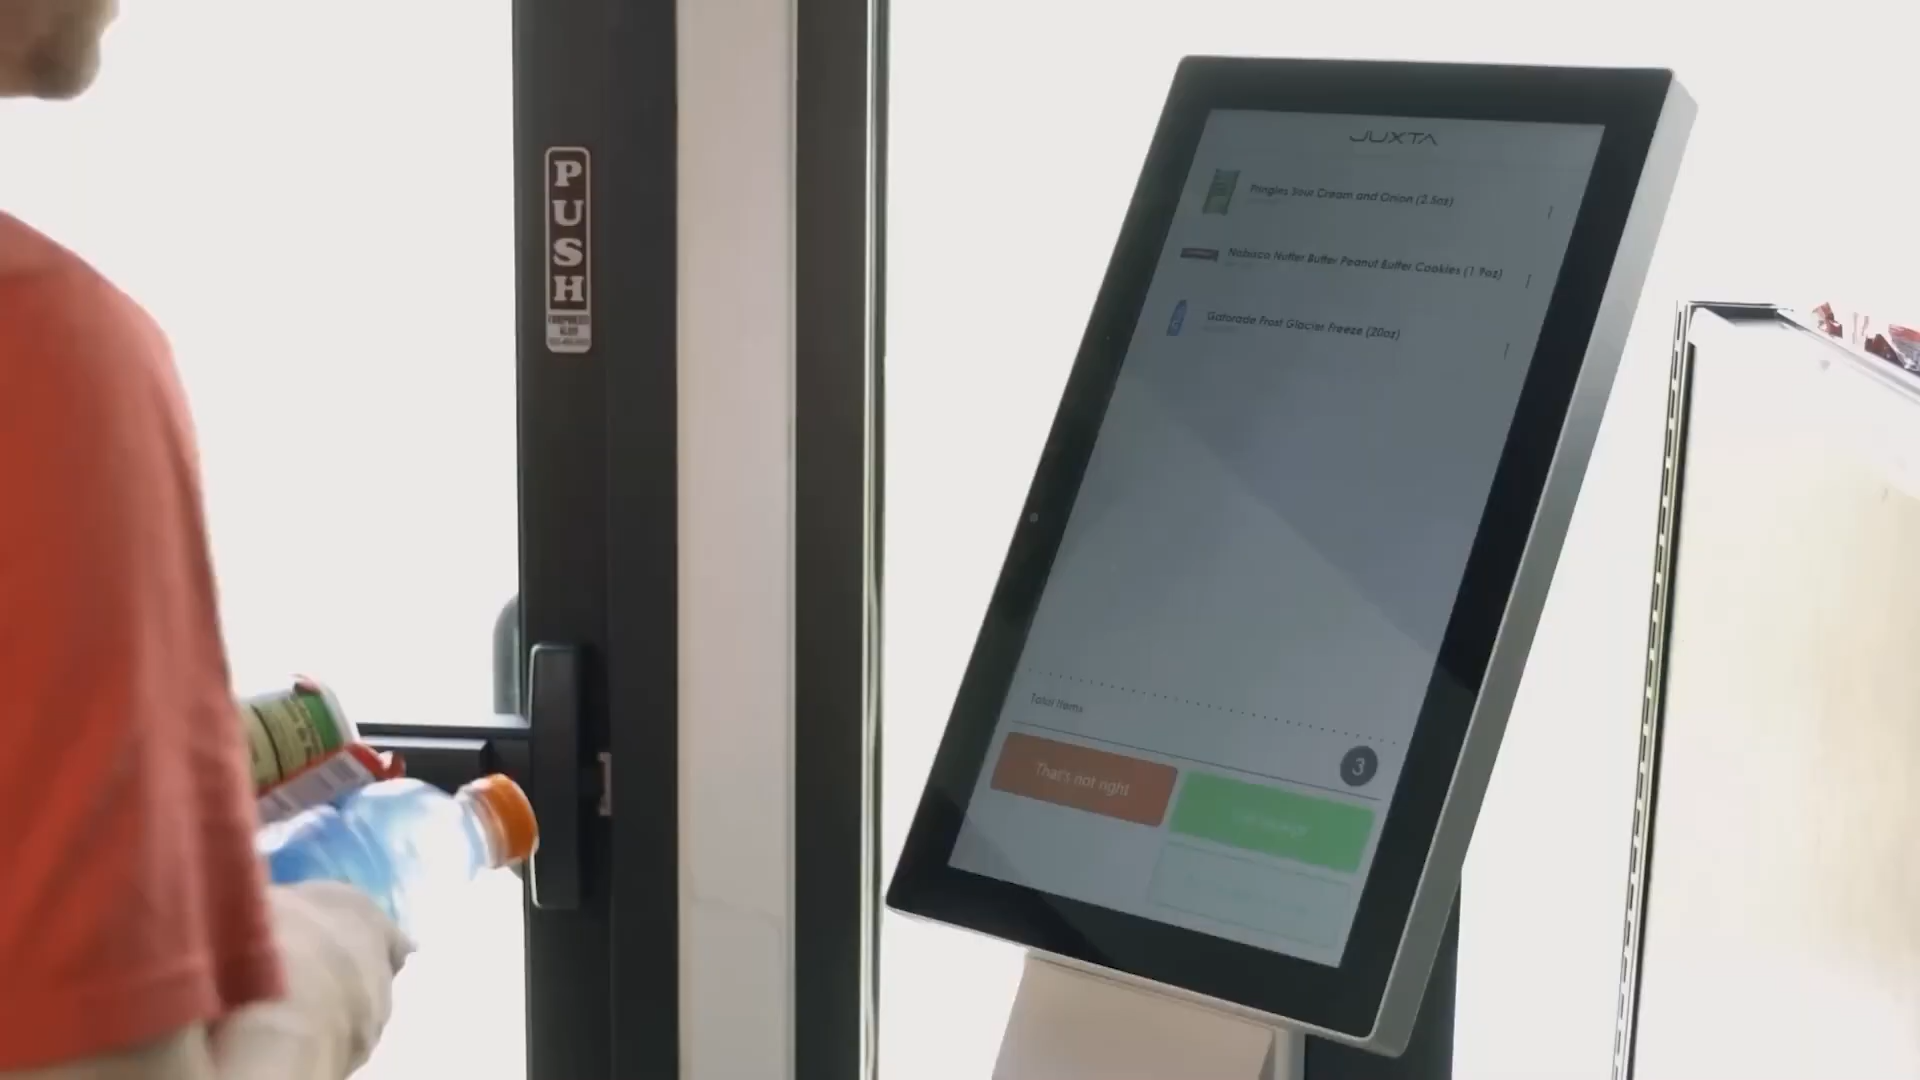 PUSH
JUXTA
Pringles Sour Cream and Onion (2.5oz)
Nabisco Nutter Butter Peanut Butter Cookies (1.9oz)
Gatorade Frost Glacier Freeze (20oz)
Total Items
3
That's not right